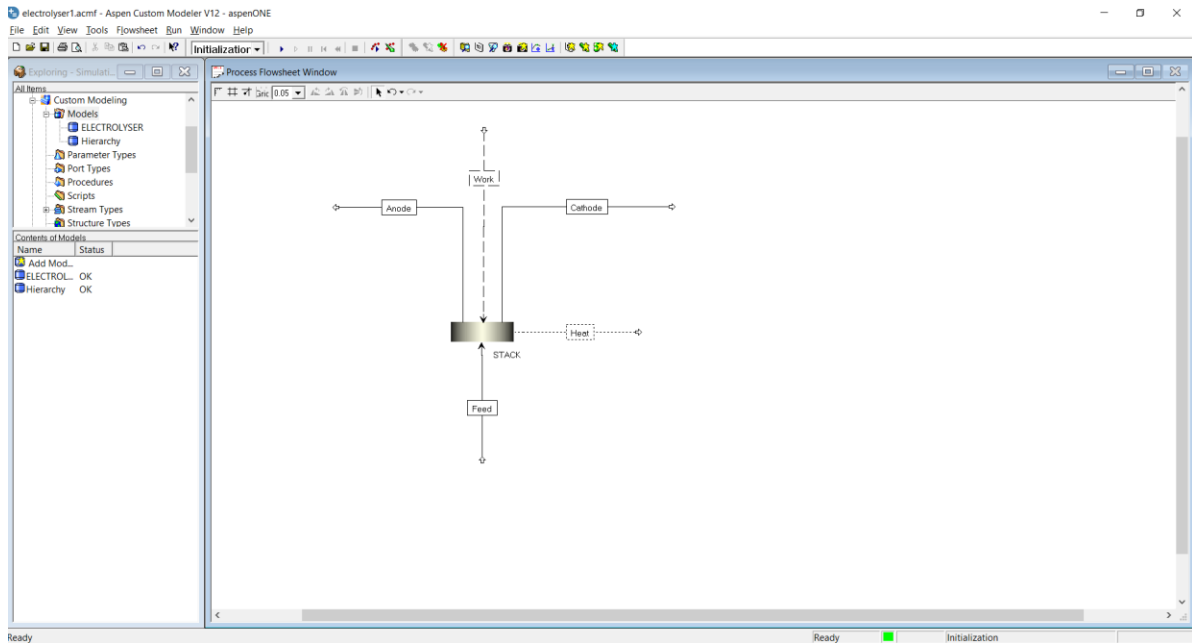 electrolyser1.acmf - Aspen Custom Modeler V12 - aspenONE
File Edit View Tools Flowsheet Run Window Help
Initialization
Exploring - Simulati...
Process Flowsheet Window
All Items
0.05
Custom Modeling
Models
ELECTROLYSER
Hierarchy
Parameter Types
Port Types
Procedures
Scripts
Stream Types
Structure Types
Contents of Models
Name Status
Add Mod...
ELECTROL... OK
Hierarchy OK
Work
Anode
Cathode
Heat
STACK
Feed
Ready
Ready
Initialization